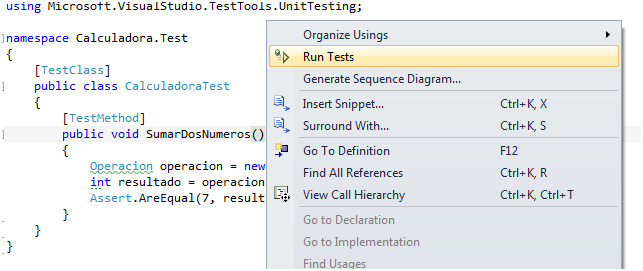 using Microsoft.VisualStudio.TestTools.UnitTesting;
namespace Calculadora.Test
{
[TestClass]
public class CalculadoraTest
{
[TestMethod]
public void SumarDosNumeros()
{
Operacion operacion = new
int resultado = operacion
Assert.AreEqual(7, result
}
}
}
Organize Usings
Run Tests
Generate Sequence Diagram...
Insert Snippet... Ctrl+K, X
Surround With... Ctrl+K, S
Go To Definition F12
Find All References Ctrl+K, R
View Call Hierarchy Ctrl+K, Ctrl+T
Go to Declaration
Go to Implementation
Find Usages